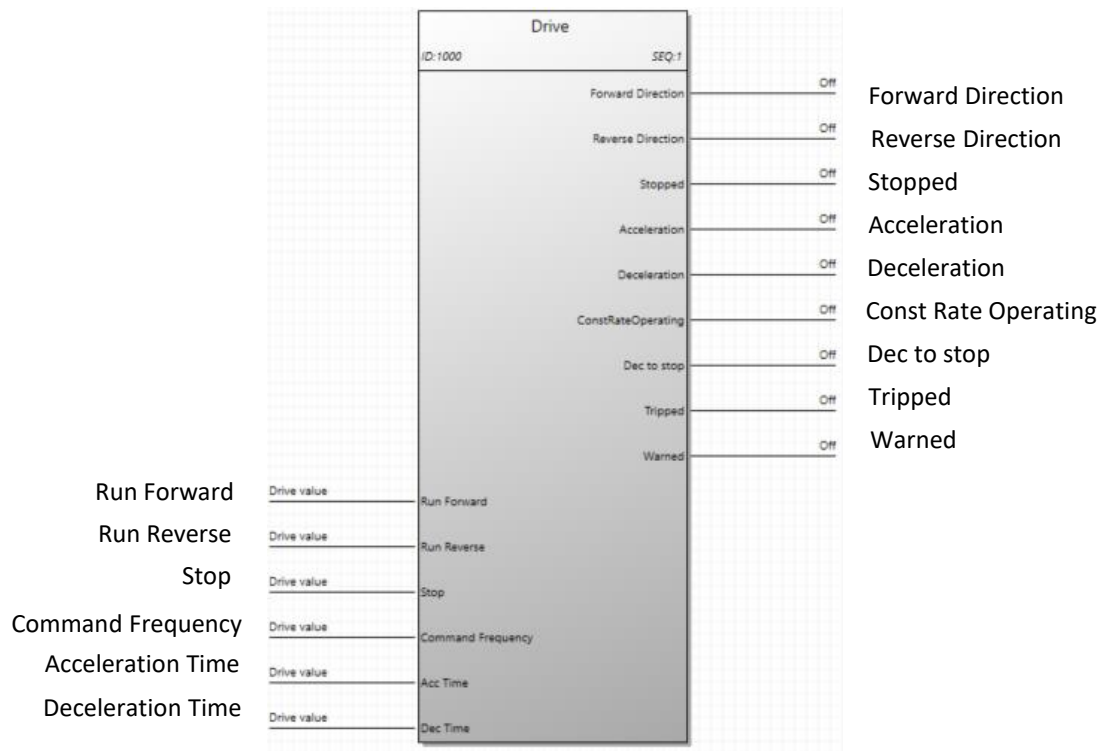 Drive
ID:1000 SEQ:1
Forward Direction Off Forward Direction
Reverse Direction Off Reverse Direction
Stopped Off Stopped
Acceleration Off Acceleration
Deceleration Off Deceleration
ConstRateOperating Off Const Rate Operating
Dec to stop Off Dec to stop
Tripped Off Tripped
Warned Off Warned
Run Forward Drive value Run Forward
Run Reverse Drive value Run Reverse
Stop Drive value Stop
Command Frequency Drive value Command Frequency
Acceleration Time Drive value Acc Time
Deceleration Time Drive value Dec Time